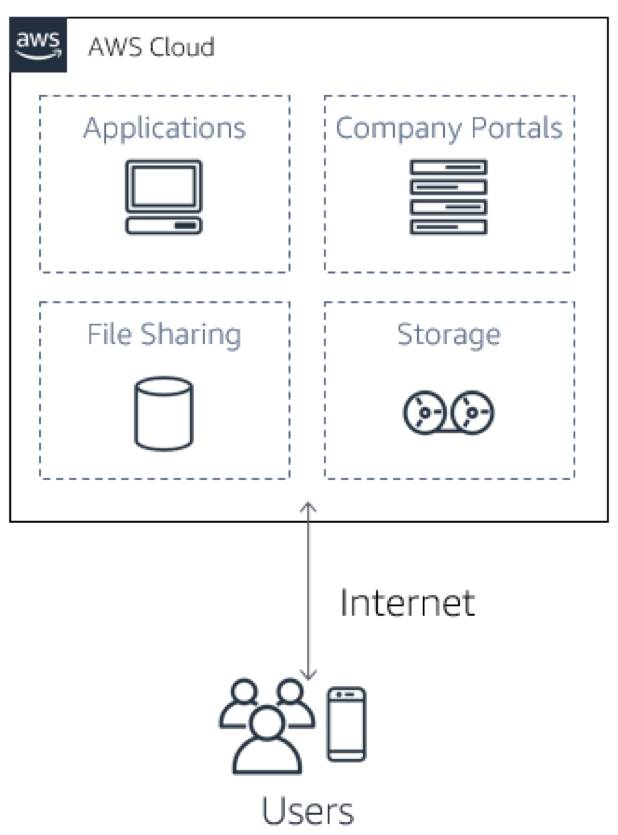 aws
AWS Cloud
Applications
Company Portals
File Sharing
Storage
Internet
Users